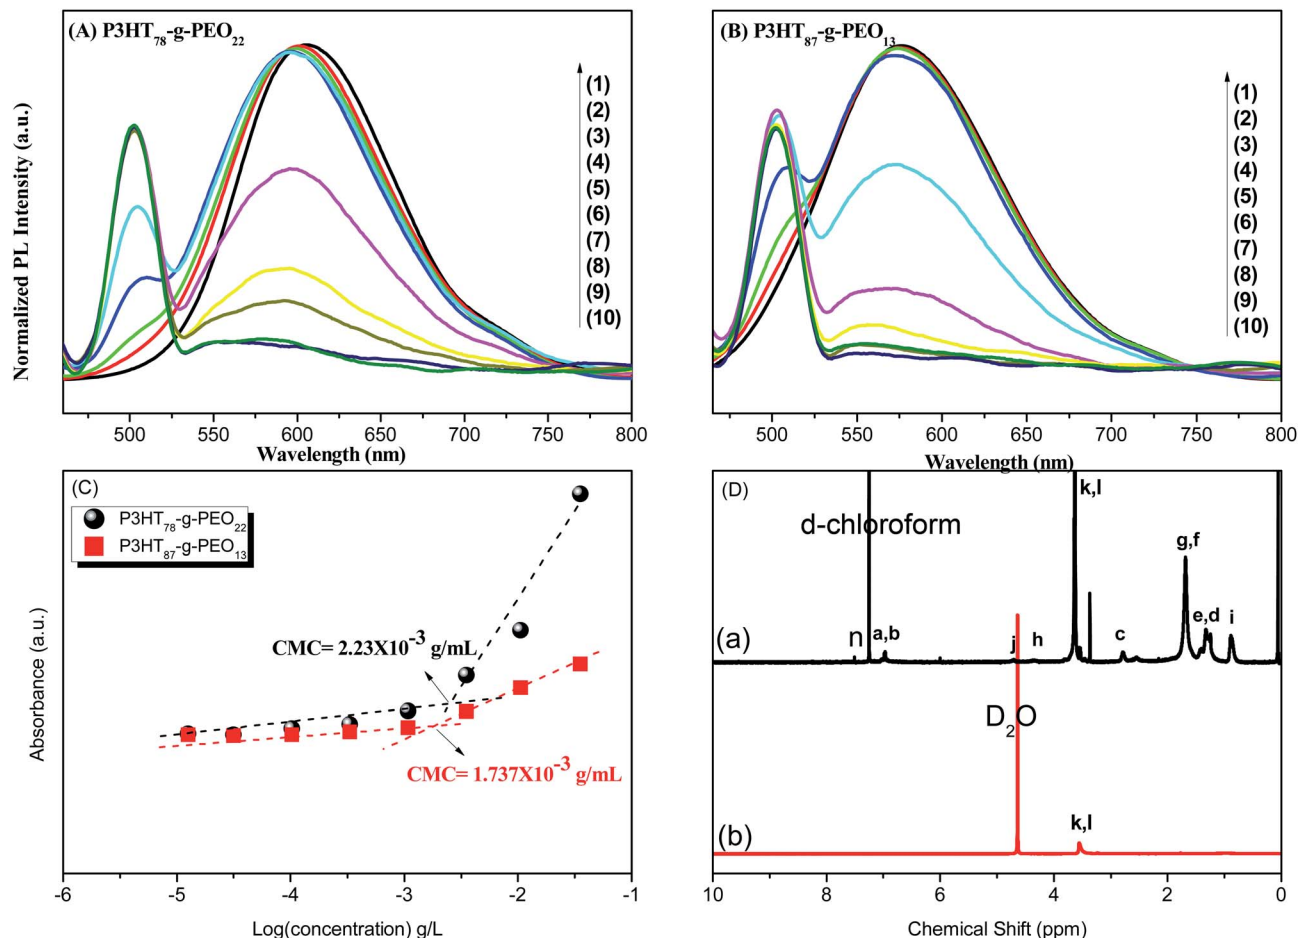 (A) P3HT78-g-PEO22
(1)
(2)
(3)
(4)
(5)
(6)
(7)
(8)
(9)
(10)
Normalized PL Intensity (a.u.)
500 550 600 650 700 750 800
Wavelength (nm)
(B) P3HT87-g-PEO13
(1)
(2)
(3)
(4)
(5)
(6)
(7)
(8)
(9)
(10)
500 550 600 650 700 750 800
Wavelength (nm)
(C)
P3HT78-g-PEO22
P3HT87-g-PEO13
CMC= 2.23X10-3 g/mL
CMC= 1.737X10-3 g/mL
Absorbance (a.u.)
-6 -5 -4 -3 -2 -1
Log(concentration) g/L
(D)
d-chloroform
k,l
g,f
e,d
i
(a)
n
a,b
j
h
c
D2O
(b)
k,l
10 8 6 4 2 0
Chemical Shift (ppm)